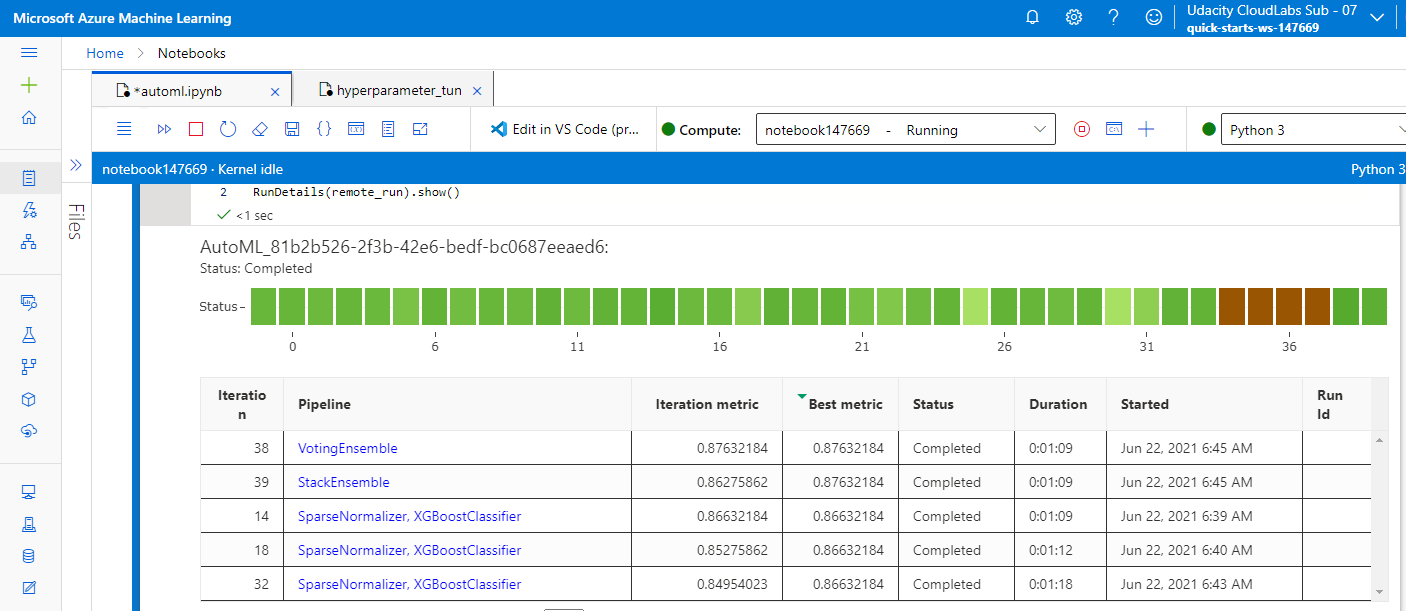 Microsoft Azure Machine Learning
Udacity CloudLabs Sub - 07
quick-starts-ws-147669
Home > Notebooks
*automl.ipynb
hyperparameter_tun
Edit in VS Code (pr...
Compute:
notebook147669 - Running
Python 3
notebook147669 · Kernel idle
Python 3
Files
2 RunDetails(remote_run).show()
<1 sec
AutoML_81b2b526-2f3b-42e6-bedf-bc0687eeaed6:
Status: Completed
Status
0 6 11 16 21 26 31 36
Iteratio
n
Pipeline
Iteration metric
Best metric
Status
Duration
Started
Run
Id
38 VotingEnsemble 0.87632184 0.87632184 Completed 0:01:09 Jun 22, 2021 6:45 AM
39 StackEnsemble 0.86275862 0.87632184 Completed 0:01:09 Jun 22, 2021 6:45 AM
14 SparseNormalizer, XGBoostClassifier 0.86632184 0.86632184 Completed 0:01:09 Jun 22, 2021 6:39 AM
18 SparseNormalizer, XGBoostClassifier 0.85275862 0.86632184 Completed 0:01:12 Jun 22, 2021 6:40 AM
32 SparseNormalizer, XGBoostClassifier 0.84954023 0.86632184 Completed 0:01:18 Jun 22, 2021 6:43 AM